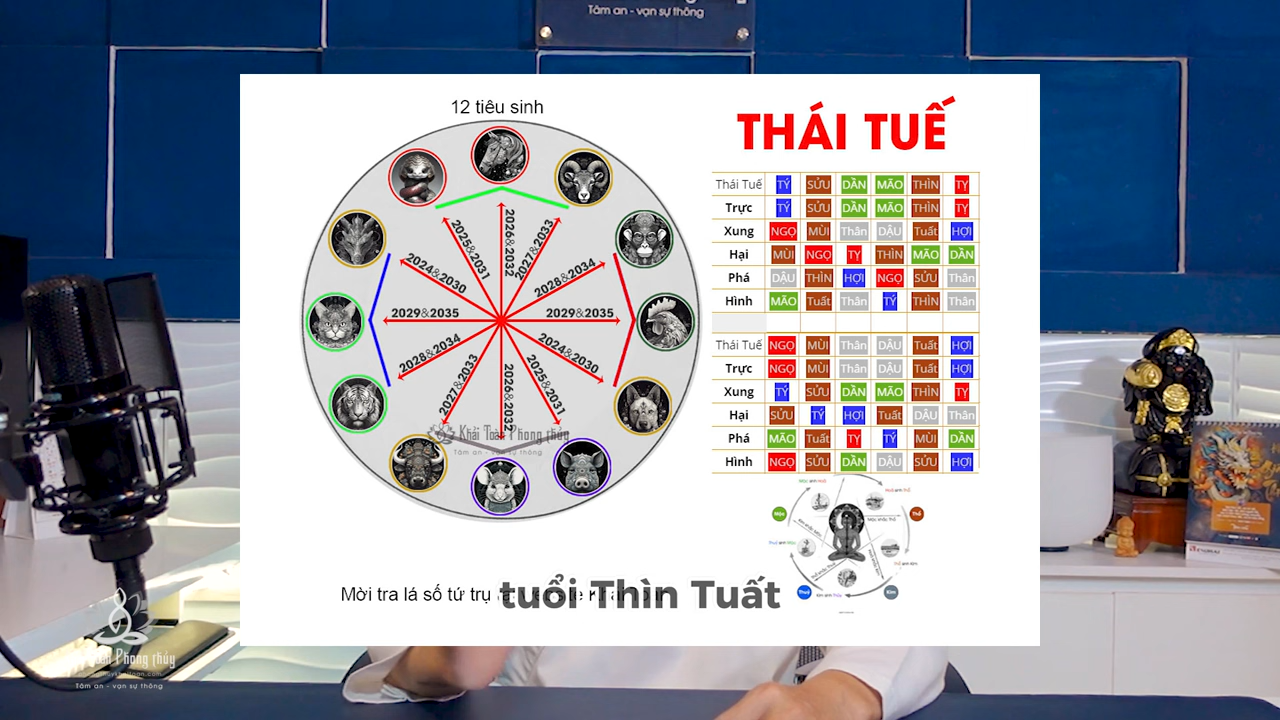 Tâm an - vạn sự thông
12 tiêu sinh
THÁI TUẾ
2025&2031
2026&2032
2027&2033
2024&2030
2028&2034
2029&2035
2029&2035
2028&2034
2024&2030
2027&2033
2026&2032
2025&2031
Khải Toàn Phong thủy
Tâm an - vạn sự thông
Thái Tuế TÝ SỬU DẦN MÃO THÌN TỴ
Trực TÝ SỬU DẦN MÃO THÌN TỴ
Xung NGỌ MÙI Thân DẬU Tuất HỢI
Hại MÙI NGỌ TỴ THÌN MÃO DẦN
Phá DẬU THÌN HỢI NGỌ SỬU Thân
Hình MÃO Tuất Thân TÝ THÌN Thân
Thái Tuế NGỌ MÙI Thân DẬU Tuất HỢI
Trực NGỌ MÙI Thân DẬU Tuất HỢI
Xung TÝ SỬU DẦN MÃO THÌN TỴ
Hại SỬU TÝ HỢI Tuất DẬU Thân
Phá MÃO Tuất TỴ TÝ MÙI DẦN
Hình NGỌ SỬU DẦN DẬU SỬU HỢI
Mộc
Thổ
Thuỷ
Kim
Mời tra lá số tứ trụ
tuổi Thìn Tuất
Phong thủy
Tâm an - vạn sự thông